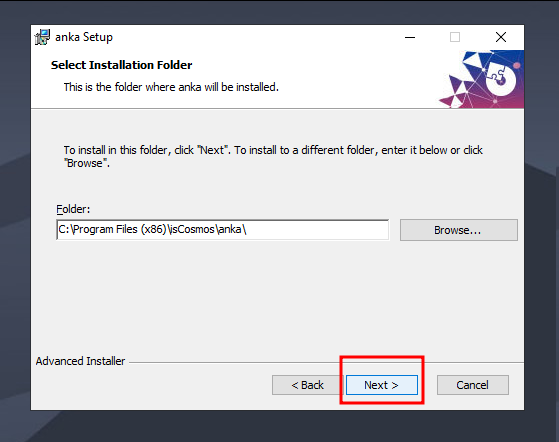 anka Setup
Select Installation Folder
This is the folder where anka will be installed.
To install in this folder, click "Next". To install to a different folder, enter it below or click
"Browse".
Folder:
C:\Program Files (x86)\jsCosmos\anka\
Browse...
Advanced Installer
< Back
Next >
Cancel